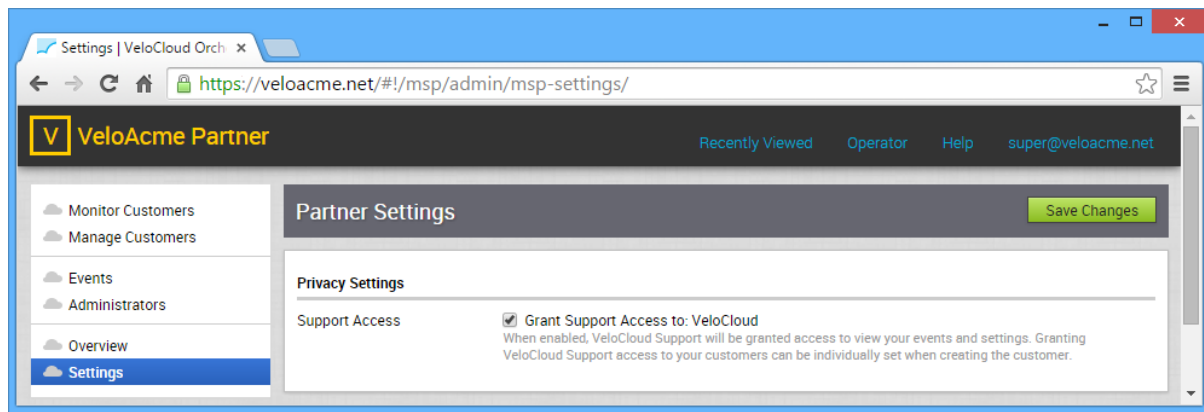 Settings | VeloCloud Orch
https://veloacme.net/#!/msp/admin/msp-settings/
V VeloAcme Partner
Recently Viewed Operator Help super@veloacme.net
Monitor Customers
Manage Customers
Events
Administrators
Overview
Settings
Partner Settings
Save Changes
Privacy Settings
Support Access
Grant Support Access to: VeloCloud
When enabled, VeloCloud Support will be granted access to view your events and settings. Granting
VeloCloud Support access to your customers can be individually set when creating the customer.